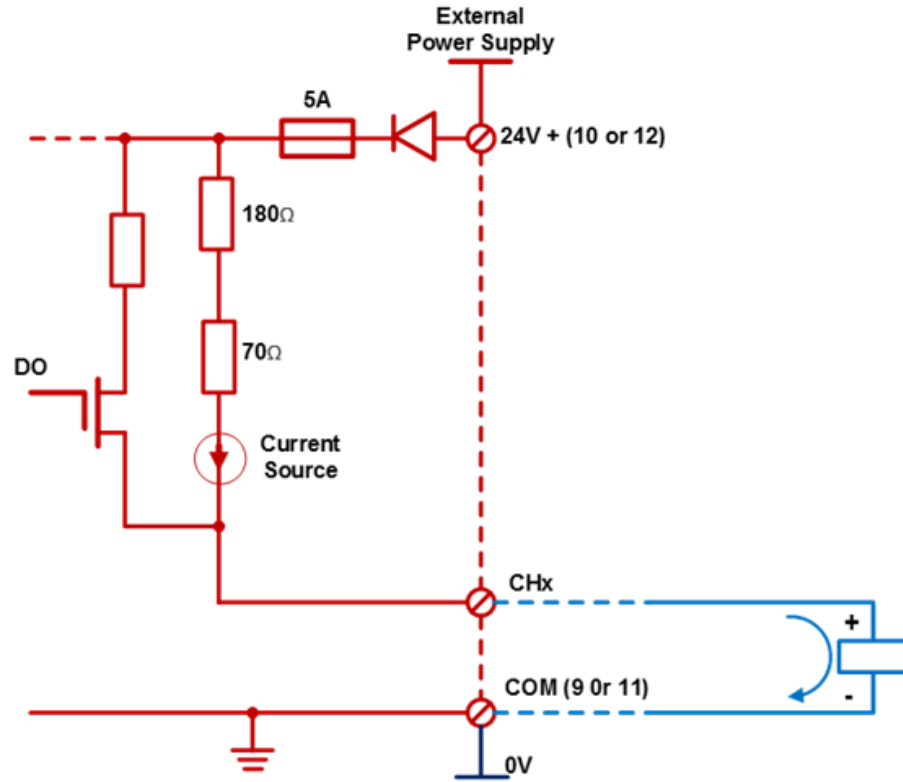 External
Power Supply
5A
24V + (10 or 12)
180Ω
70Ω
DO
Current
Source
CHx
+
COM (9 0r 11)
-
0V